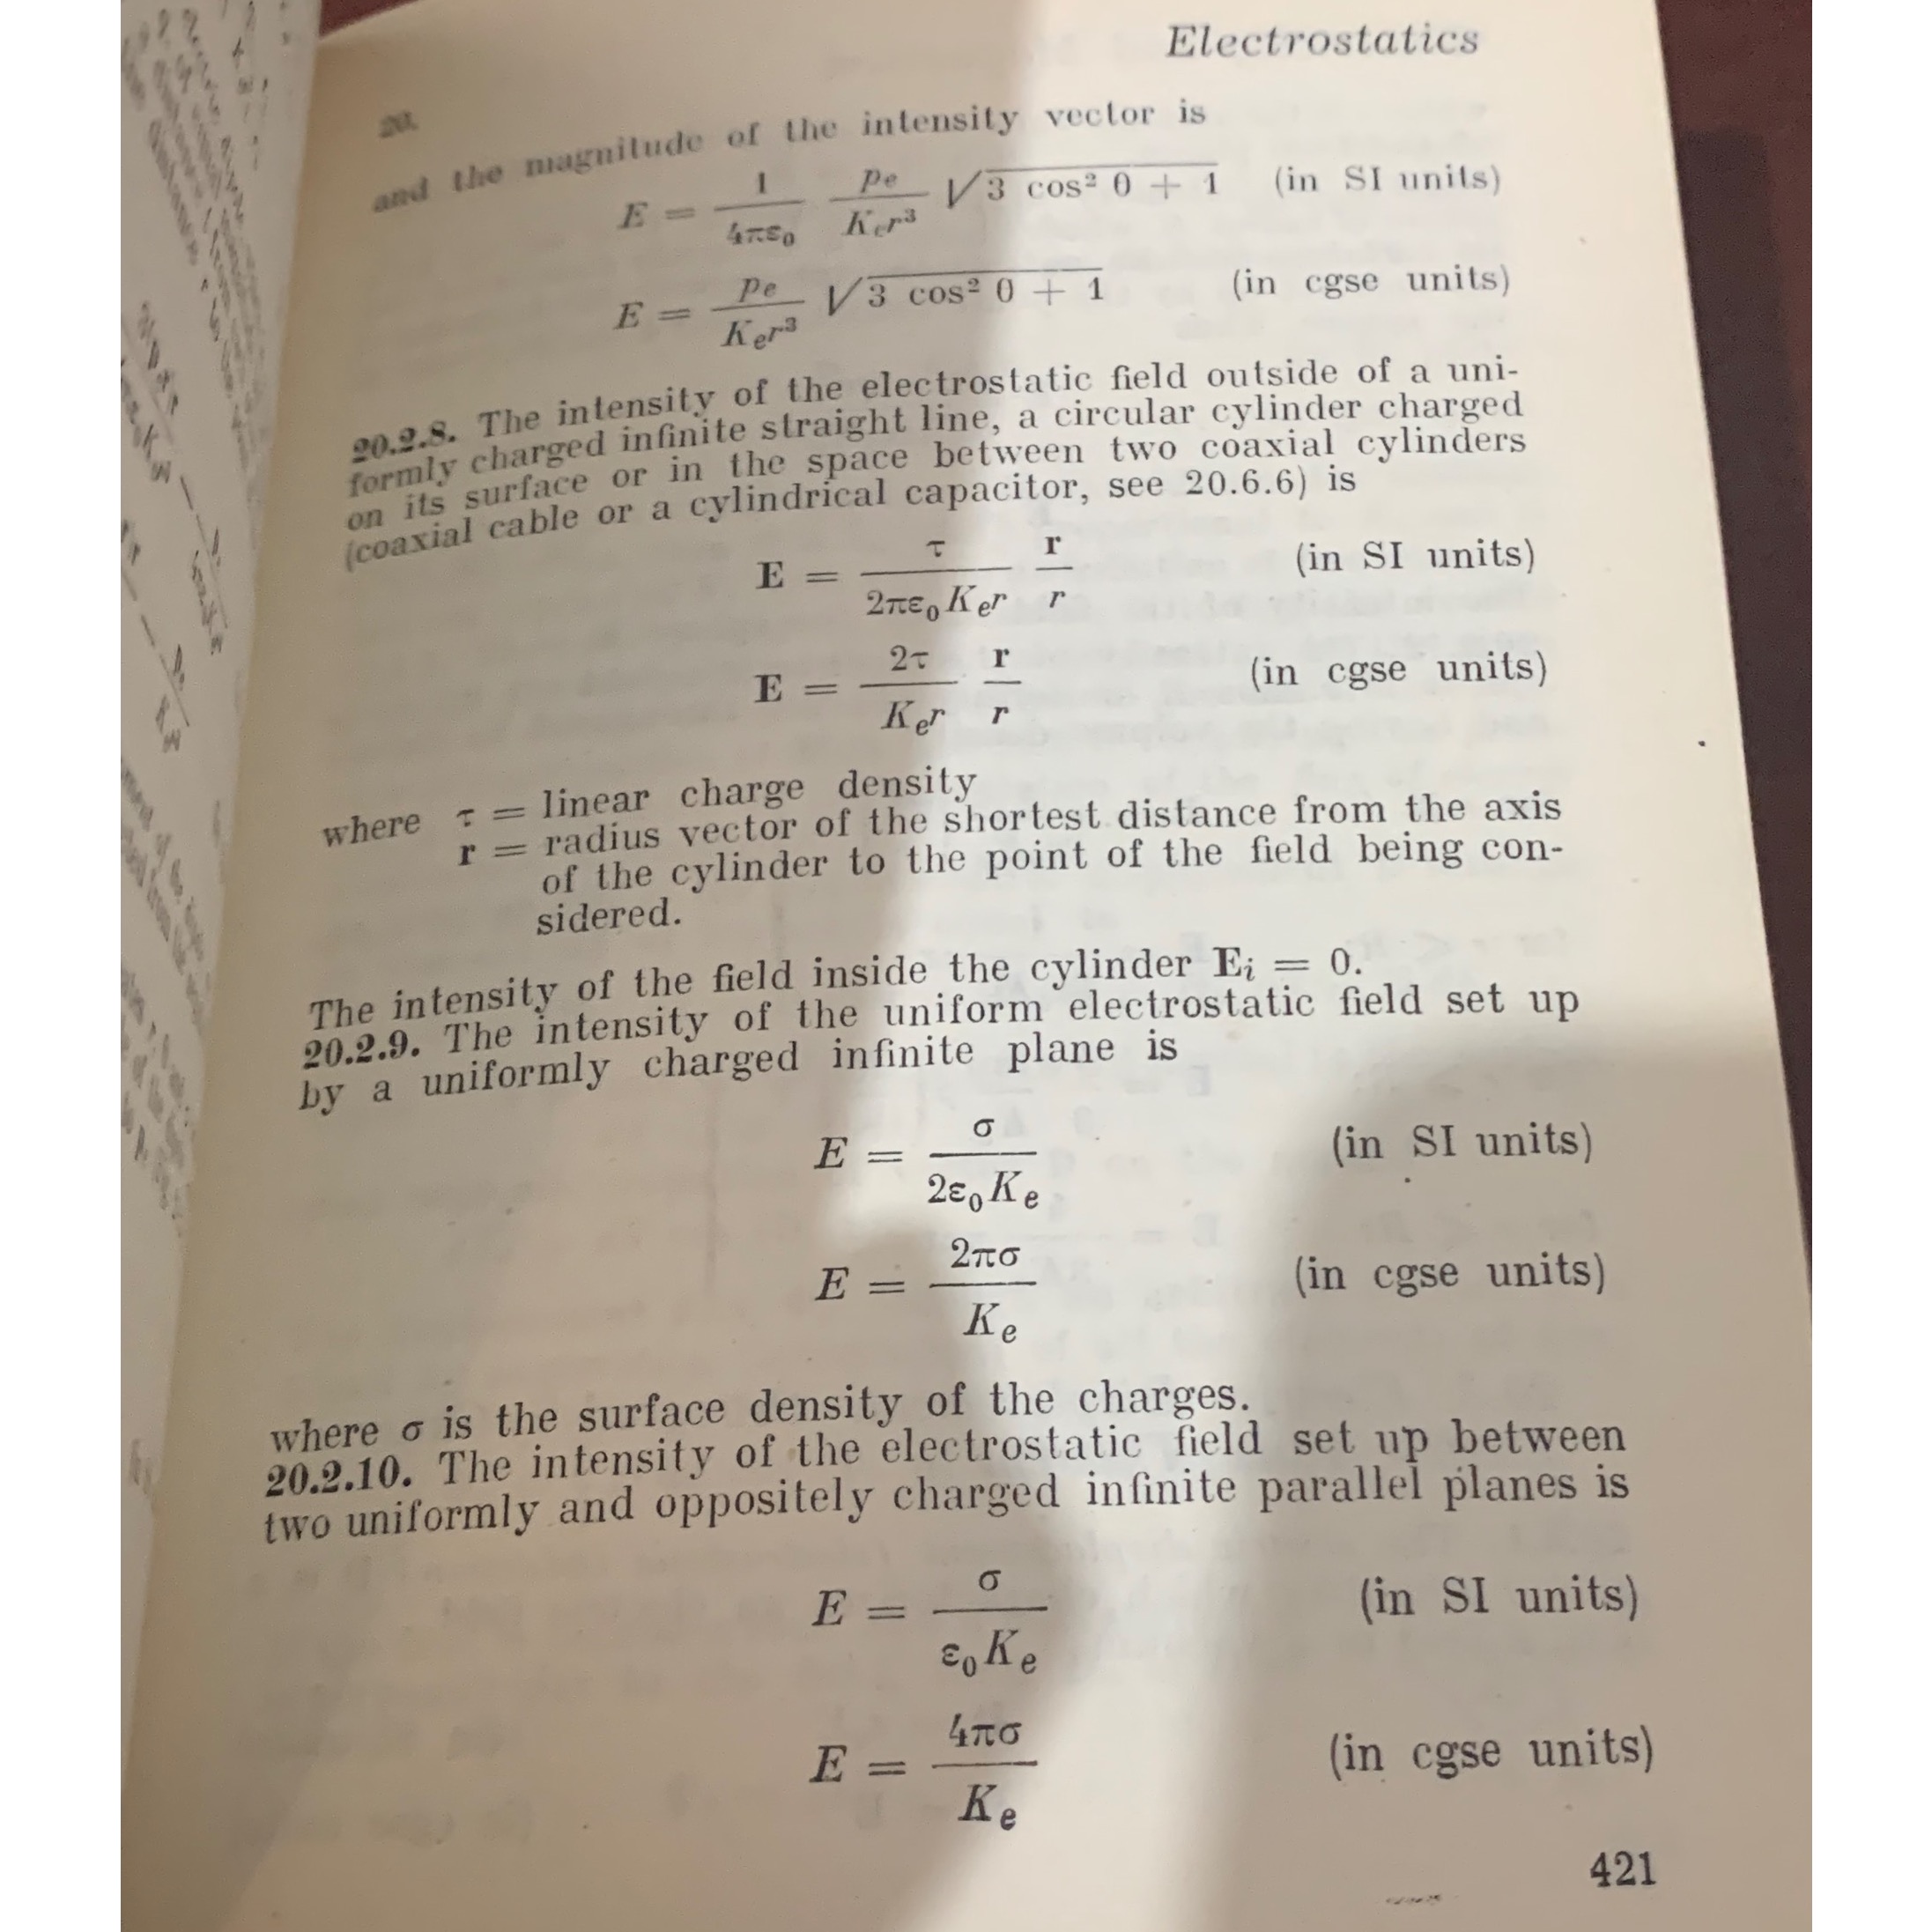 Electrostatics
20.
and the magnitude of the intensity vector is
E = 1/4πε₀ pe/Kₑr³ √3 cos² θ + 1 (in SI units)
E = pe/Kₑr³ √3 cos² θ + 1 (in cgse units)
20.2.8. The intensity of the electrostatic field outside of a uni-
formly charged infinite straight line, a circular cylinder charged
on its surface or in the space between two coaxial cylinders
(coaxial cable or a cylindrical capacitor, see 20.6.6) is
E = τ/2πε₀Kₑr r/r (in SI units)
E = 2τ/Kₑr r/r (in cgse units)
where τ = linear charge density
r = radius vector of the shortest distance from the axis
of the cylinder to the point of the field being con-
sidered.
The intensity of the field inside the cylinder Eᵢ = 0.
20.2.9. The intensity of the uniform electrostatic field set up
by a uniformly charged infinite plane is
E = σ/2ε₀Kₑ (in SI units)
E = 2πσ/Kₑ (in cgse units)
where σ is the surface density of the charges.
20.2.10. The intensity of the electrostatic field set up between
two uniformly and oppositely charged infinite parallel planes is
E = σ/ε₀Kₑ (in SI units)
E = 4πσ/Kₑ (in cgse units)
421